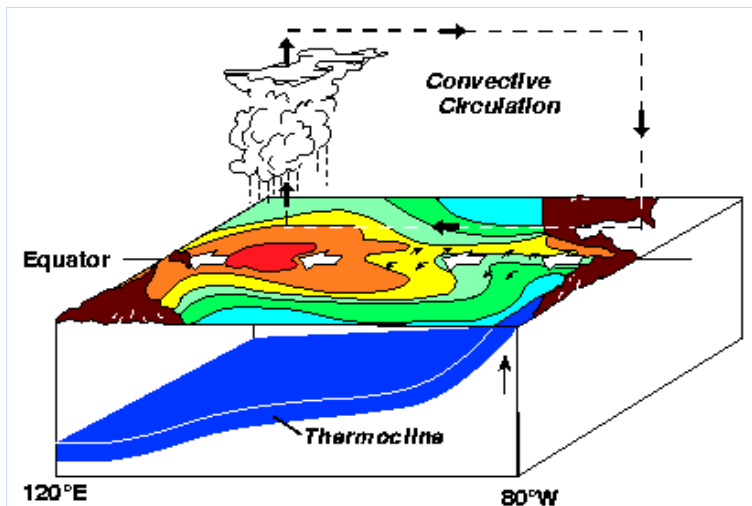 Convective
Circulation
Equator
Thermocline
120°E
80°W